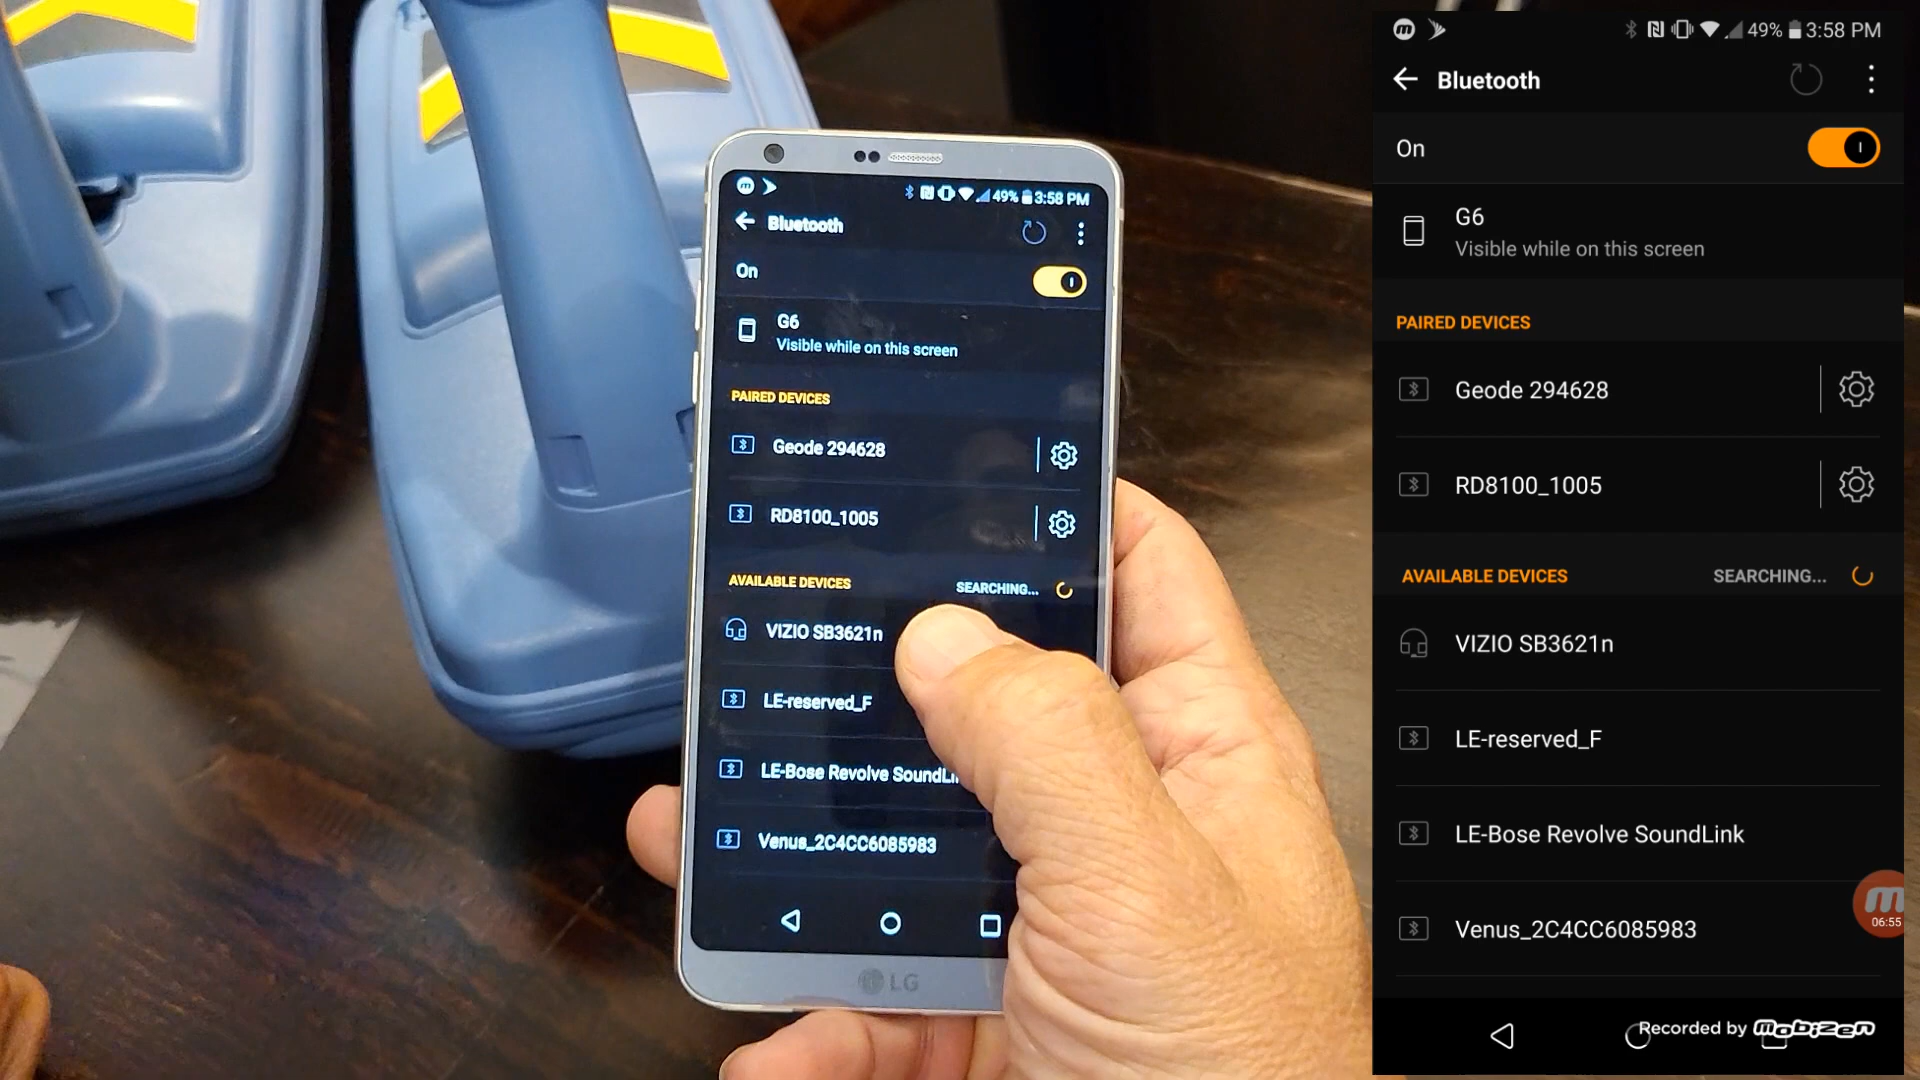 49% 3:58 PM
Bluetooth
On
G6
Visible while on this screen
PAIRED DEVICES
Geode 294628
RD8100_1005
AVAILABLE DEVICES SEARCHING...
VIZIO SB3621n
LE-reserved_F
LE-Bose Revolve SoundLi
Venus_2C4CC6085983
LG
49% 3:58 PM
Bluetooth
On
G6
Visible while on this screen
PAIRED DEVICES
Geode 294628
RD8100_1005
AVAILABLE DEVICES SEARCHING...
VIZIO SB3621n
LE-reserved_F
LE-Bose Revolve SoundLink
Venus_2C4CC6085983
06:55
Recorded by Mobizen